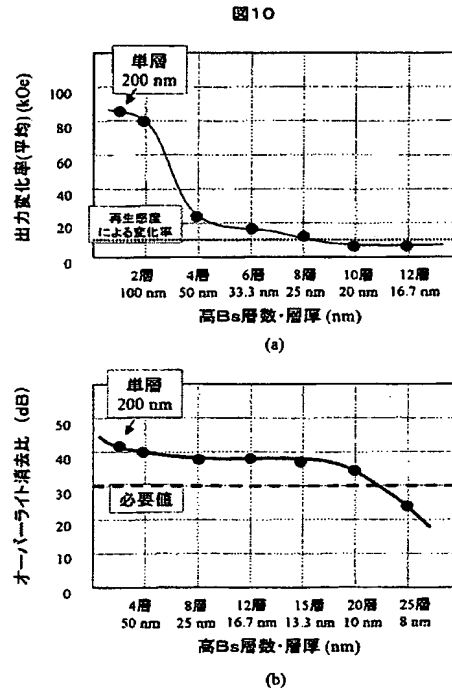 図10
単層
200 nm
出力変化率(平均)(kOe)
100
80
60
40
20
0
再生感度
による変化率
2層 4層 6層 8層 10層 12層
100 nm 50 nm 33.3 nm 25 nm 20 nm 16.7 nm
高Bs層数・層厚 (nm)
(a)
単層
200 nm
オーバーライト消去比 (dB)
50
40
30
20
10
0
必要値
4層 8層 12層 15層 20層 25層
50 nm 25 nm 16.7 nm 13.3 nm 10 nm 8 nm
高Bs層数・層厚 (nm)
(b)